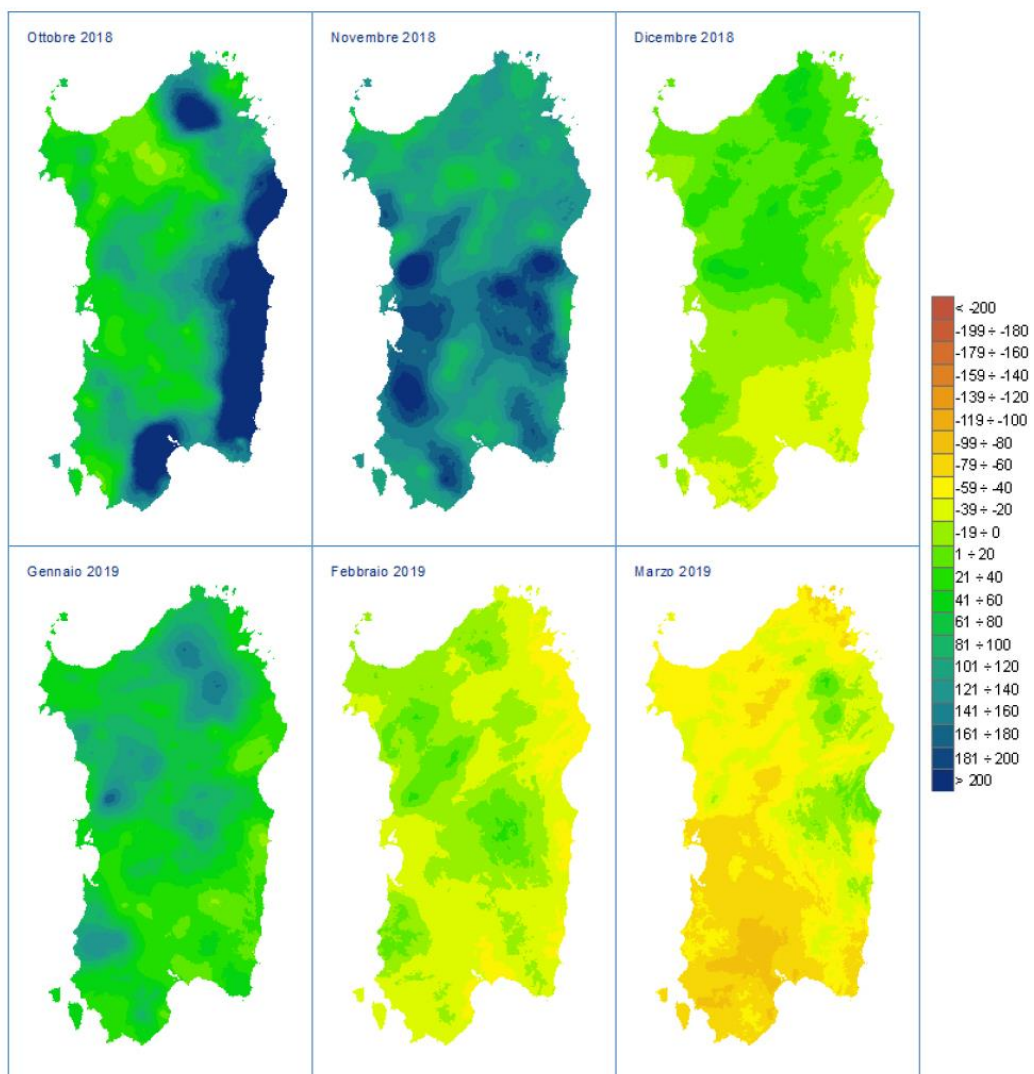 Ottobre 2018
Novembre 2018
Dicembre 2018
Gennaio 2019
Febbraio 2019
Marzo 2019
< -200
-199 ÷ -180
-179 ÷ -160
-159 ÷ -140
-139 ÷ -120
-119 ÷ -100
-99 ÷ -80
-79 ÷ -60
-59 ÷ -40
-39 ÷ -20
-19 ÷ 0
1 ÷ 20
21 ÷ 40
41 ÷ 60
61 ÷ 80
81 ÷ 100
101 ÷ 120
121 ÷ 140
141 ÷ 160
161 ÷ 180
181 ÷ 200
> 200